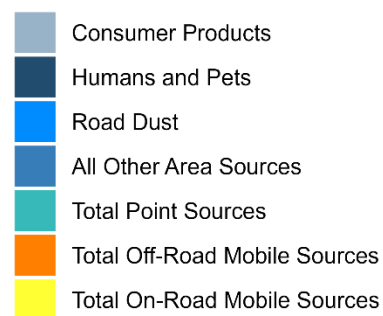 Consumer Products
Humans and Pets
Road Dust
All Other Area Sources
Total Point Sources
Total Off-Road Mobile Sources
Total On-Road Mobile Sources